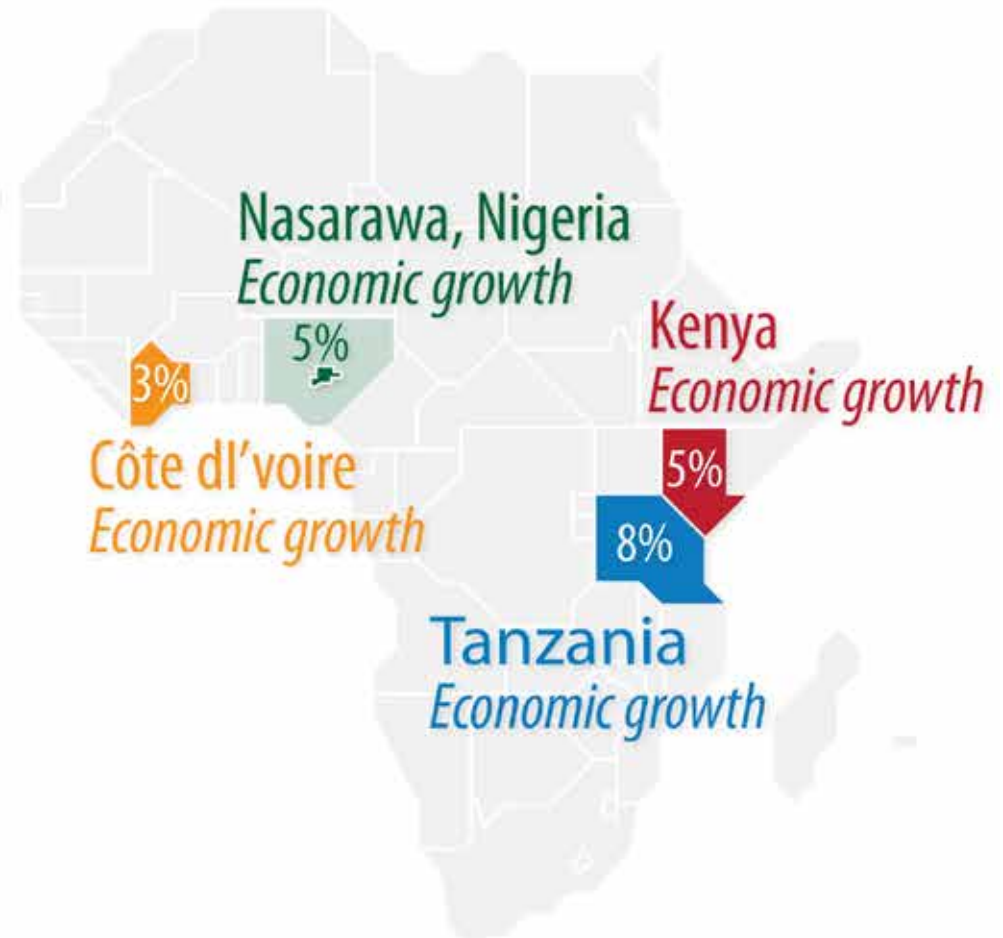 Nasarawa, Nigeria
Economic growth
5%
Kenya
Economic growth
5%
3%
Côte dl’voire
Economic growth
8%
Tanzania
Economic growth